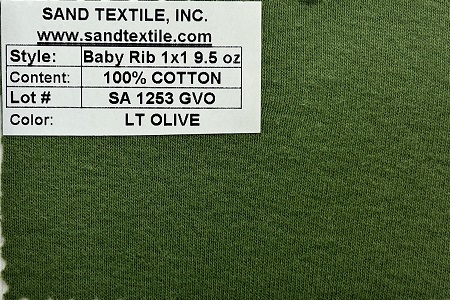 SAND TEXTILE, INC.
www.sandtextile.com
Style: Baby Rib 1x1 9.5 oz
Content: 100% COTTON
Lot # SA 1253 GVO
Color: LT OLIVE